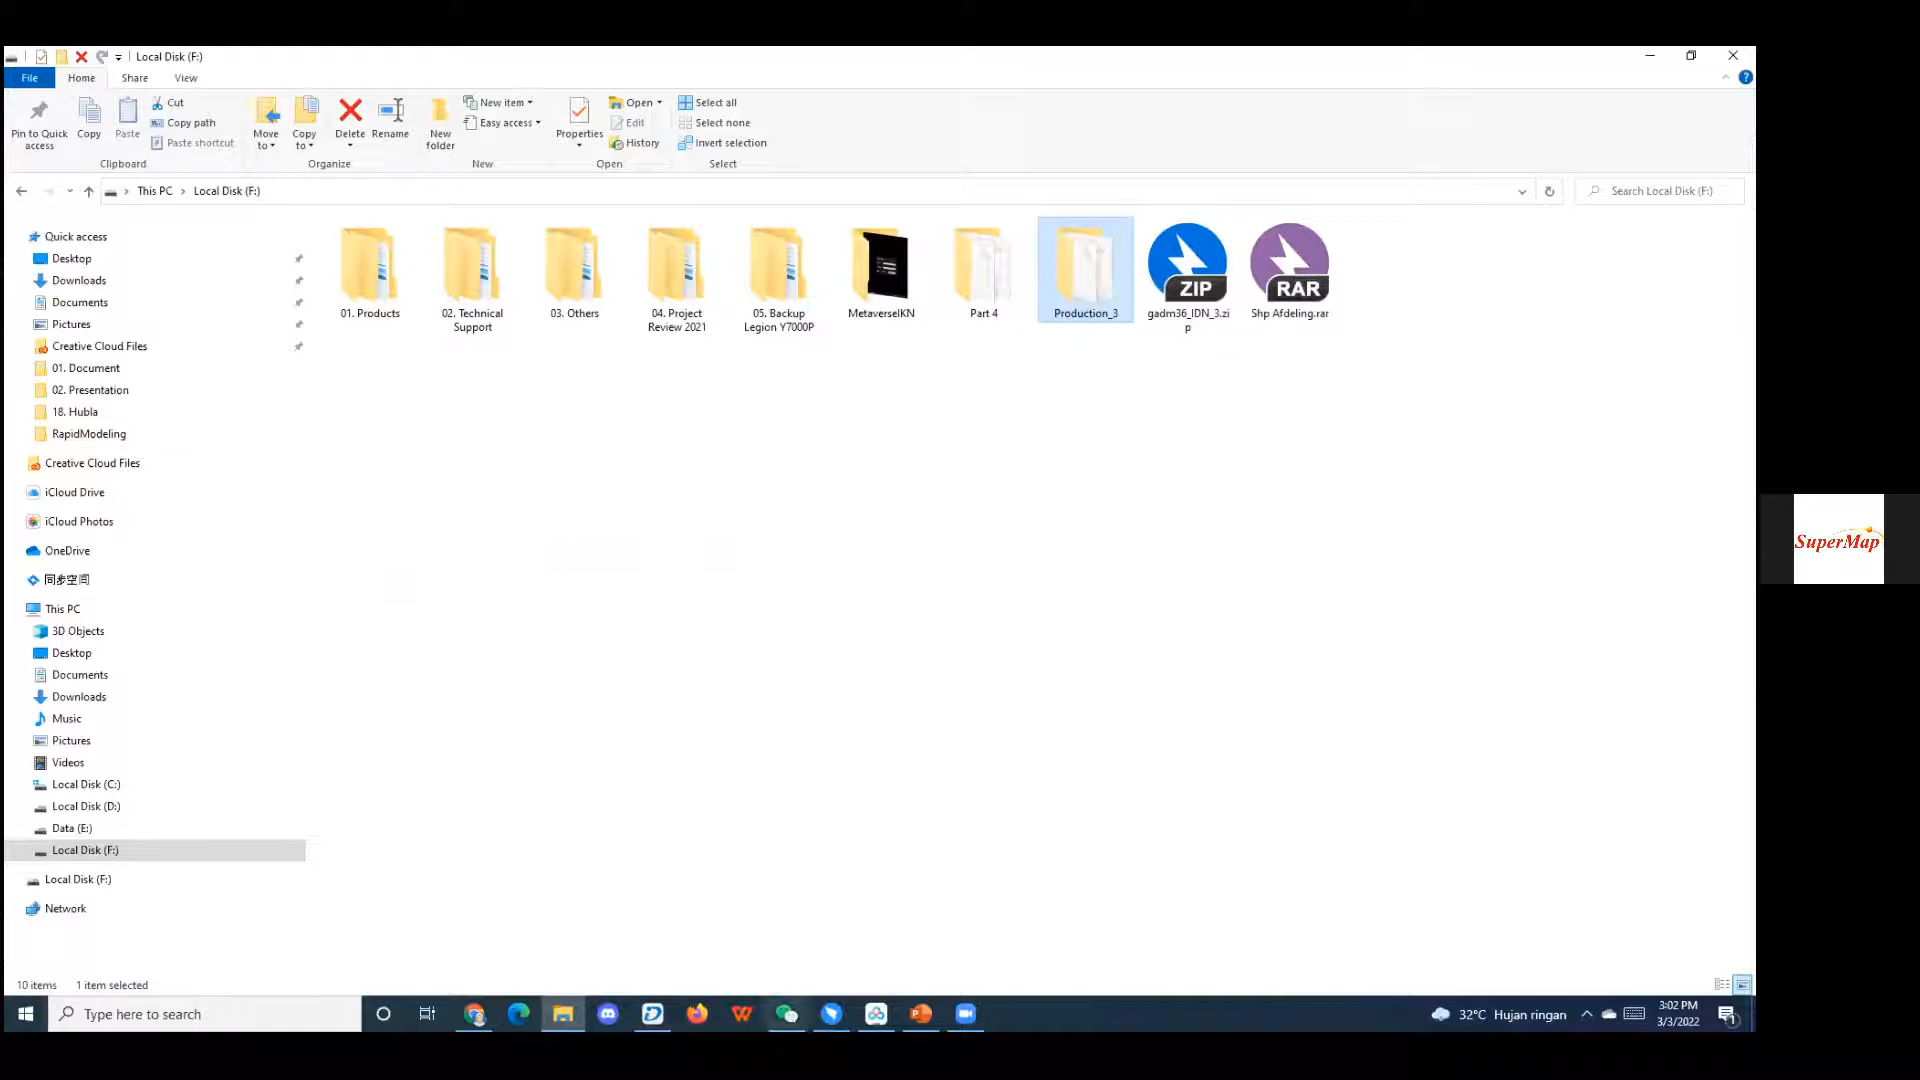 Local Disk (F:)
File Home Share View
Pin to Quick access
Copy
Paste
Cut
Copy path
Paste shortcut
Clipboard
Move to
Copy to
Delete
Rename
Organize
New folder
New item
Easy access
New
Properties
Open
Edit
History
Open
Select all
Select none
Invert selection
Select
This PC > Local Disk (F:)
Search Local Disk (F:)
Quick access
Desktop
Downloads
Documents
Pictures
Creative Cloud Files
01. Document
02. Presentation
18. Hubla
RapidModeling
Creative Cloud Files
iCloud Drive
iCloud Photos
OneDrive
同步空间
This PC
3D Objects
Desktop
Documents
Downloads
Music
Pictures
Videos
Local Disk (C:)
Local Disk (D:)
Data (E:)
Local Disk (F:)
Local Disk (F:)
Network
01. Products
02. Technical
Support
03. Others
04. Project
Review 2021
05. Backup
Legion Y7000P
MetaverseIKN
Part 4
Production_3
ZIP
gadm36_IDN_3.zi
p
RAR
Shp Afdeling.rar
SuperMap
10 items 1 item selected
Type here to search
32°C Hujan ringan
3:02 PM
3/3/2022